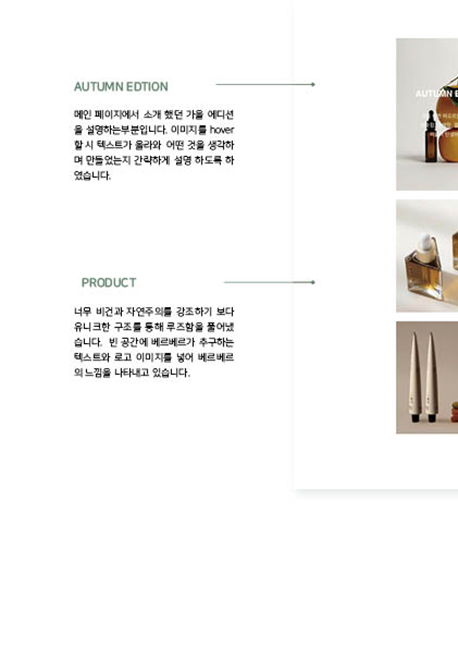 AUTUMN EDTION
메인 페이지에서 소개 했던 가을 에디션
을 설명하는부분입니다. 이미지를 hover
할 시 텍스트가 올라와 어떤 것을 생각하
며 만들었는지 간략하게 설명 하도록 하
였습니다.
AUTUMN E
PRODUCT
너무 비건과 자연주의를 강조하기 보다
유니크한 구조를 통해 루즈함을 풀어냈
습니다. 빈 공간에 베르베르가 추구하는
텍스트와 로고 이미지를 넣어 베르베르
의 느낌을 나타내고 있습니다.